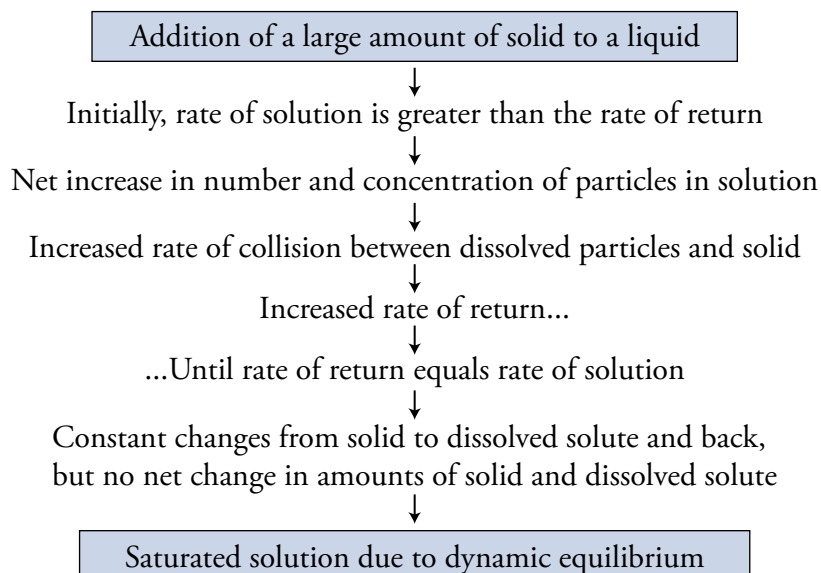 Addition of a large amount of solid to a liquid
Initially, rate of solution is greater than the rate of return
Net increase in number and concentration of particles in solution
Increased rate of collision between dissolved particles and solid
Increased rate of return...
...Until rate of return equals rate of solution
Constant changes from solid to dissolved solute and back,
but no net change in amounts of solid and dissolved solute
Saturated solution due to dynamic equilibrium